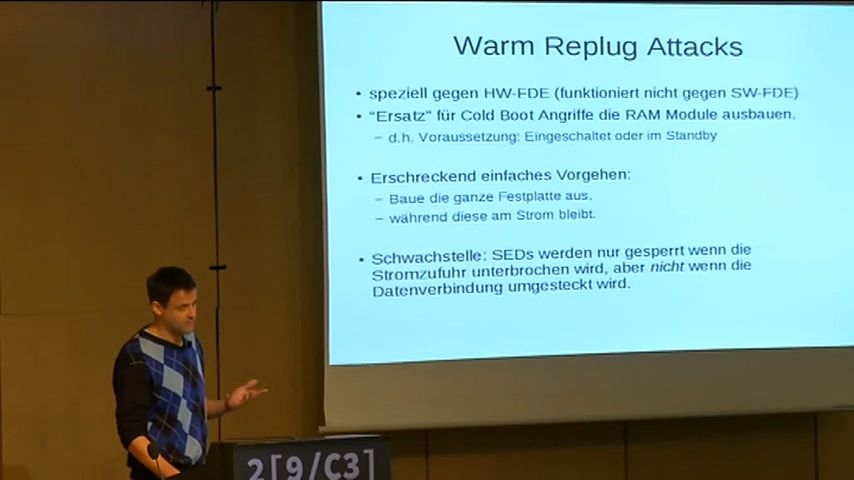 Warm Replug Attacks
• speziell gegen HW-FDE (funktioniert nicht gegen SW-FDE)
• "Ersatz" für Cold Boot Angriffe die RAM Module ausbauen.
– d.h. Voraussetzung: Eingeschaltet oder im Standby
• Erschreckend einfaches Vorgehen:
– Baue die ganze Festplatte aus,
– während diese am Strom bleibt.
• Schwachstelle: SEDs werden nur gesperrt wenn die
Stromzufuhr unterbrochen wird, aber nicht wenn die
Datenverbindung umgesteckt wird.
2[9/C3]